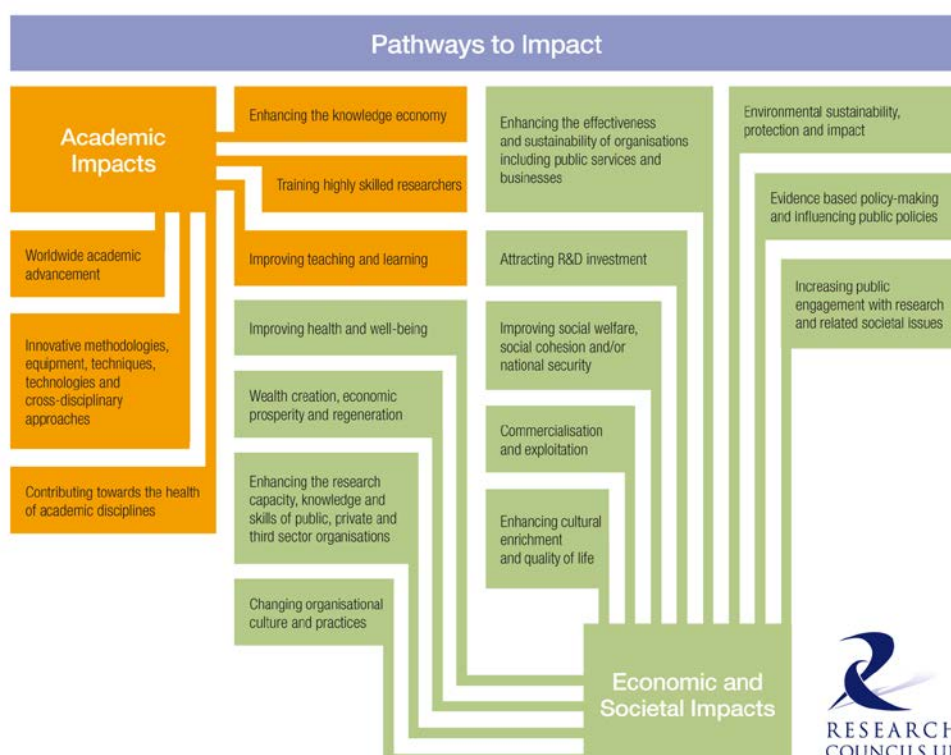 Pathways to Impact
Academic
Impacts
Enhancing the knowledge economy
Training highly skilled researchers
Improving teaching and learning
Worldwide academic
advancement
Innovative methodologies,
equipment, techniques,
technologies and
cross-disciplinary
approaches
Contributing towards the health
of academic disciplines
Improving health and well-being
Wealth creation, economic
prosperity and regeneration
Enhancing the research
capacity, knowledge and
skills of public, private and
third sector organisations
Changing organisational
culture and practices
Enhancing the effectiveness
and sustainability of organisations
including public services and
businesses
Attracting R&D investment
Improving social welfare,
social cohesion and/or
national security
Commercialisation
and exploitation
Enhancing cultural
enrichment
and quality of life
Environmental sustainability,
protection and impact
Evidence based policy-making
and influencing public policies
Increasing public
engagement with research
and related societal issues
Economic and
Societal Impacts
RESEARCH
COUNCILS U